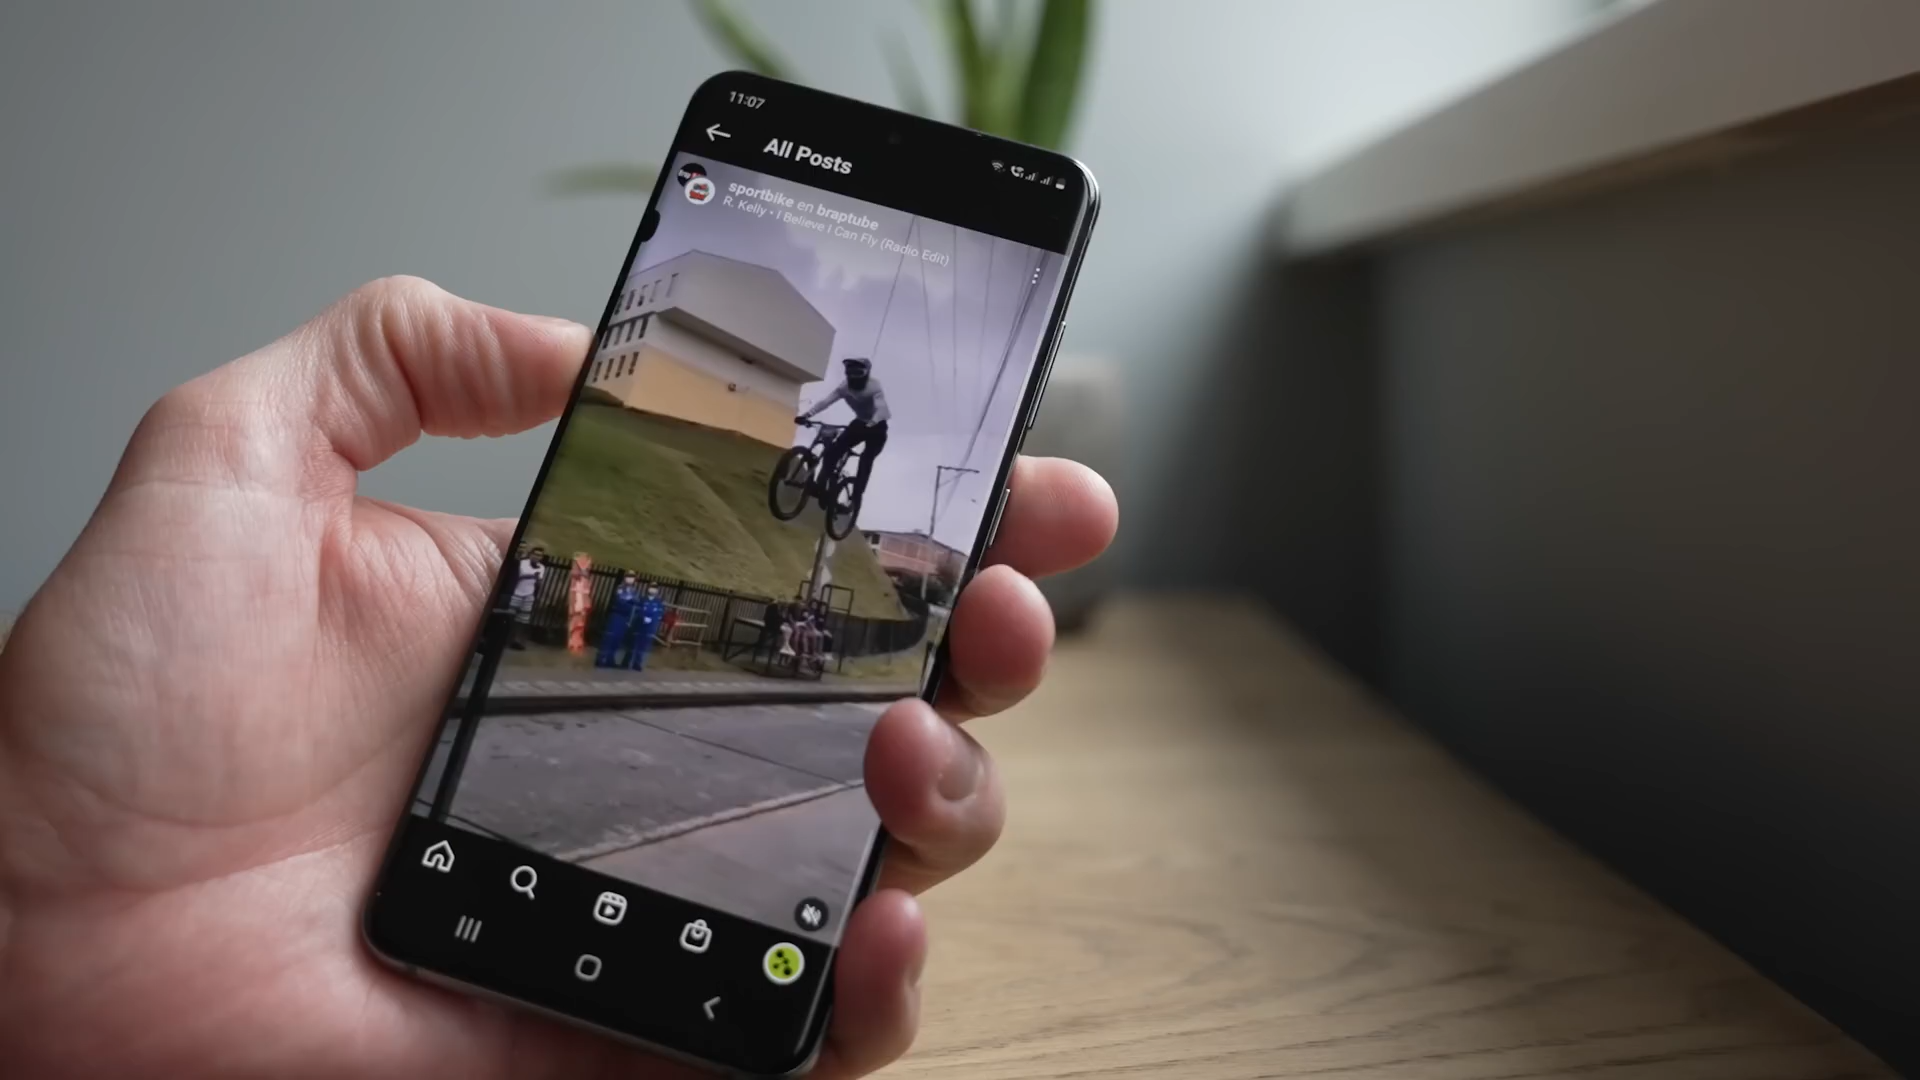 11:07
All Posts
sportbike en braptube
R. Kelly • I Believe I Can Fly (Radio Edit)